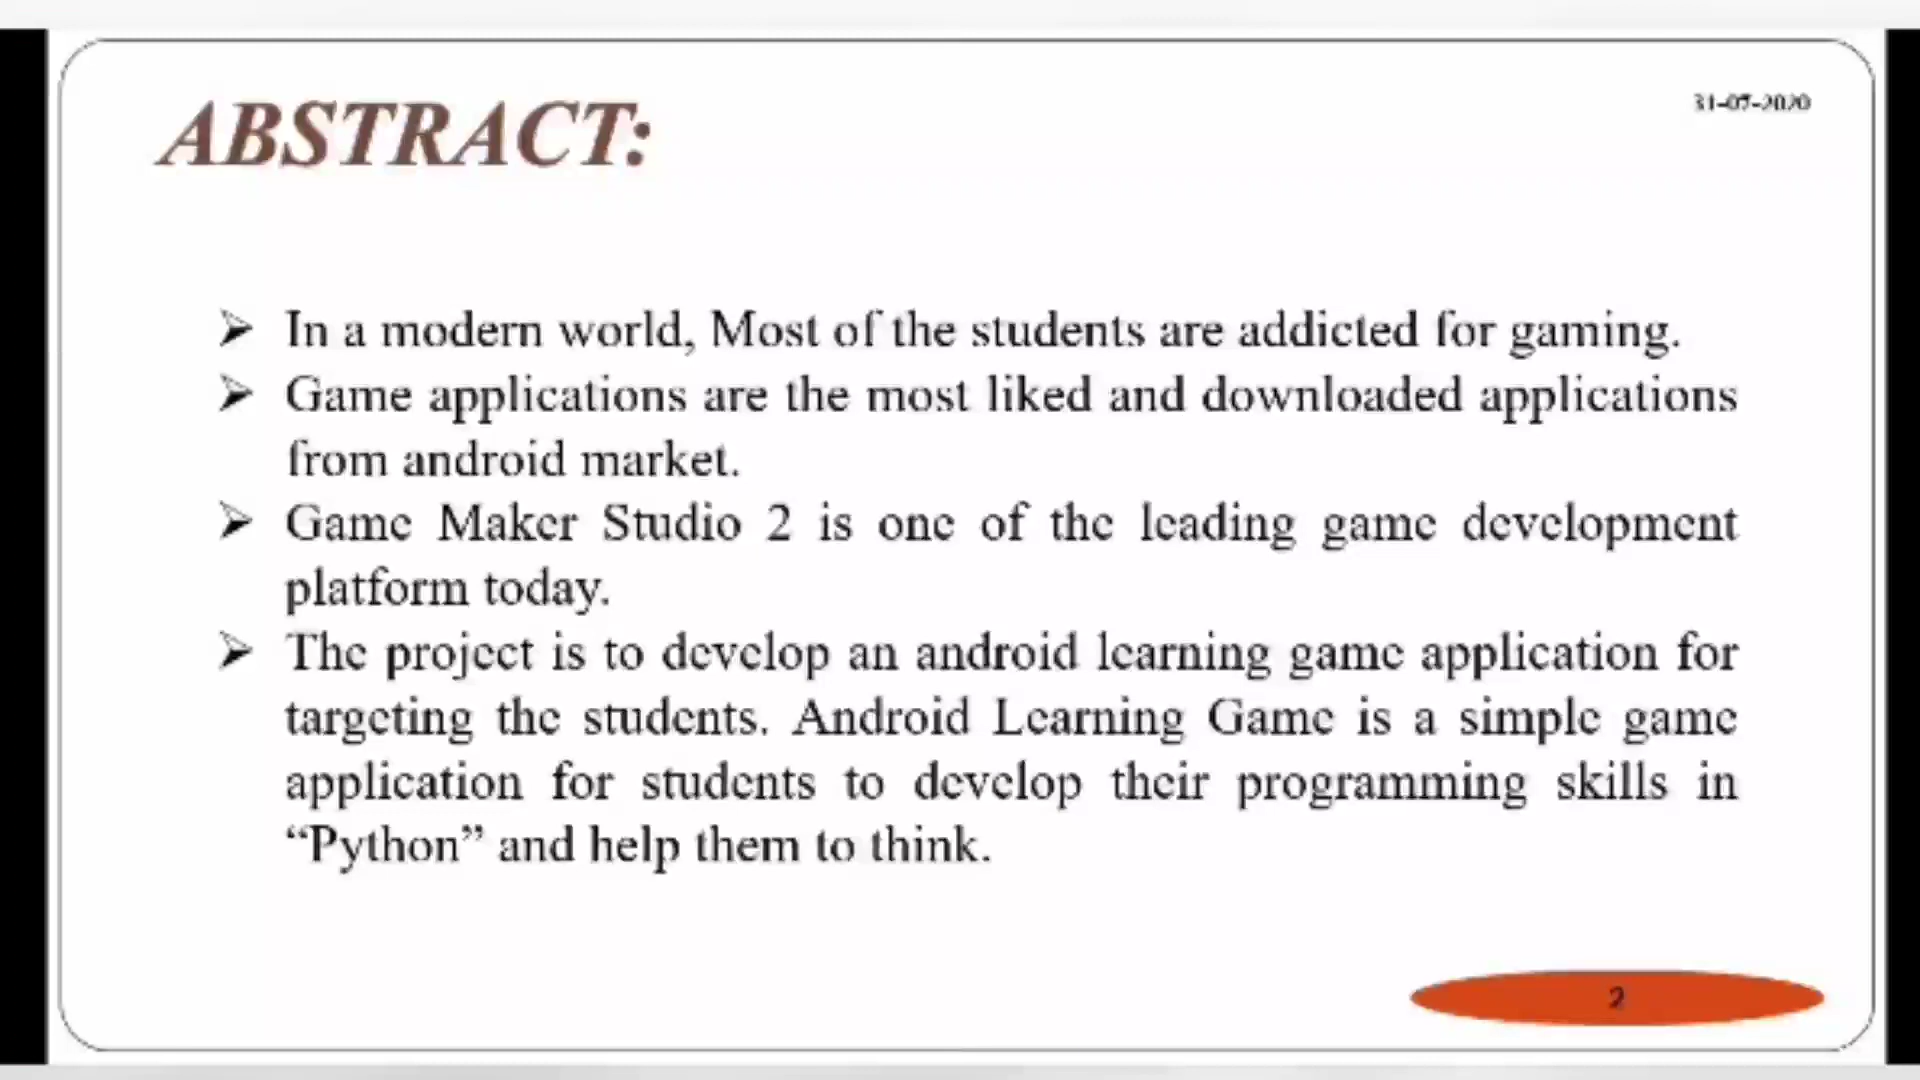 ABSTRACT:
31-07-2020
➢ In a modern world, Most of the students are addicted for gaming.
➢ Game applications are the most liked and downloaded applications
from android market.
➢ Game Maker Studio 2 is one of the leading game development
platform today.
➢ The project is to develop an android learning game application for
targeting the students. Android Learning Game is a simple game
application for students to develop their programming skills in
“Python” and help them to think.
2